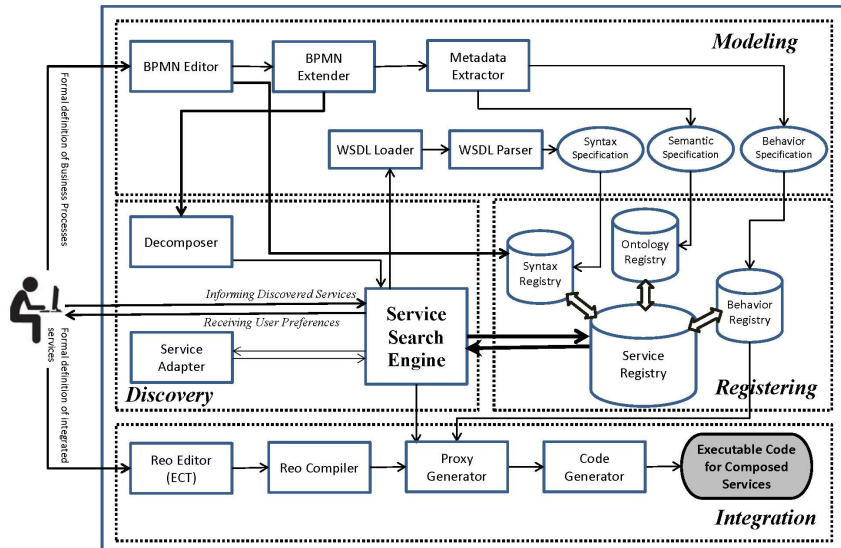 Modeling
BPMN Editor
BPMN
Extender
Metadata
Extractor
Formal definition of Business Processes
WSDL Loader
WSDL Parser
Syntax
Specification
Semantic
Specification
Behavior
Specification
Decomposer
Syntax
Registry
Ontology
Registry
Behavior
Registry
Informing Discovered Services
Receiving User Preferences
Service
Search
Engine
Service
Adapter
Service
Registry
Discovery
Registering
Formal definition of integrated
services
Reo Editor
(ECT)
Reo Compiler
Proxy
Generator
Code
Generator
Executable Code
for Composed
Services
Integration